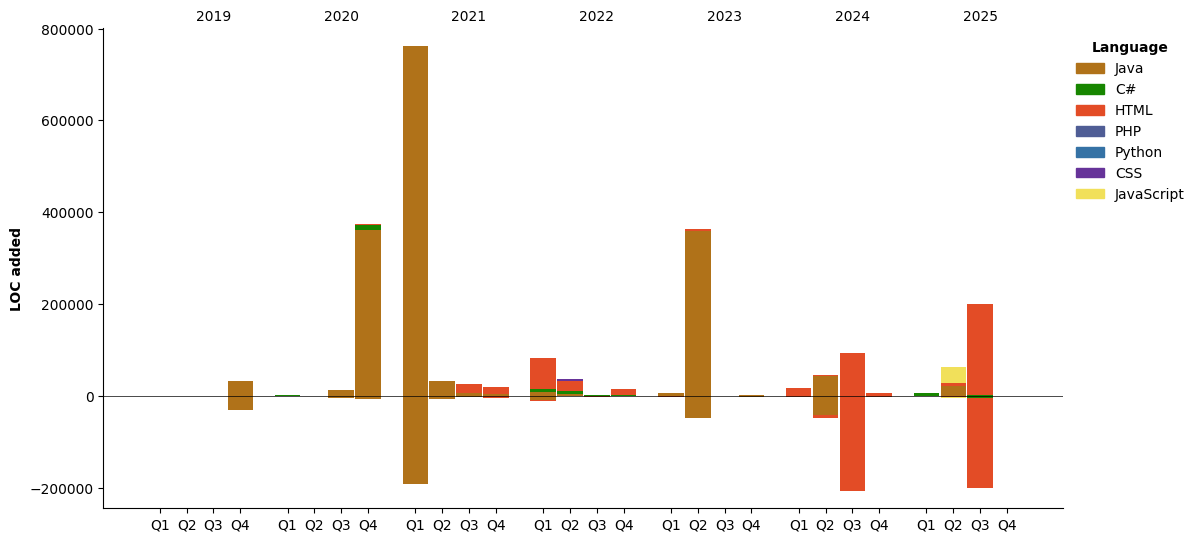 2019 2020 2021 2022 2023 2024 2025
800000
600000
400000
200000
0
−200000
LOC added
Q1 Q2 Q3 Q4 Q1 Q2 Q3 Q4 Q1 Q2 Q3 Q4 Q1 Q2 Q3 Q4 Q1 Q2 Q3 Q4 Q1 Q2 Q3 Q4 Q1 Q2 Q3 Q4
Language
Java
C#
HTML
PHP
Python
CSS
JavaScript